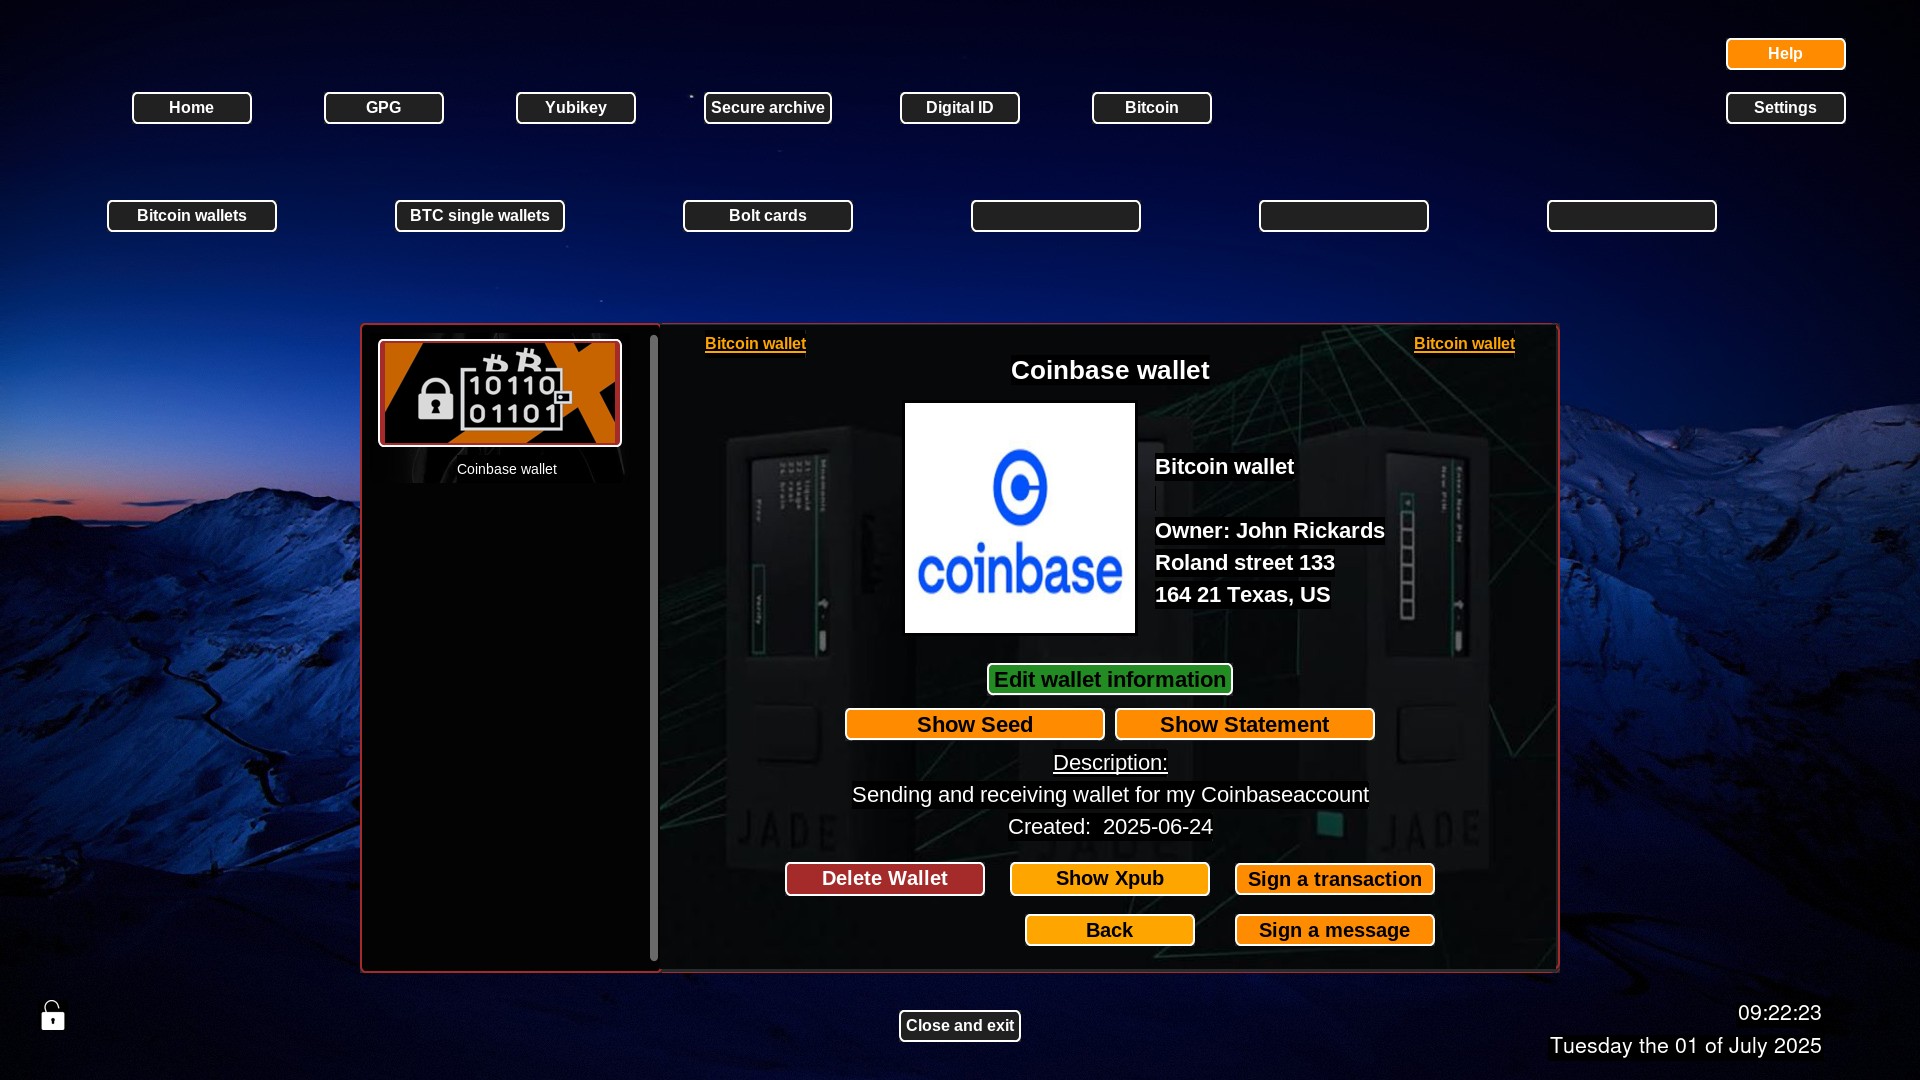 Help
Home
GPG
Yubikey
Secure archive
Digital ID
Bitcoin
Settings
Bitcoin wallets
BTC single wallets
Bolt cards
Bitcoin wallet
Bitcoin wallet
Coinbase wallet
10110
01101
Coinbase wallet
coinbase
Bitcoin wallet
Owner: John Rickards
Roland street 133
164 21 Texas, US
Edit wallet information
Show Seed
Show Statement
Description:
Sending and receiving wallet for my Coinbaseaccount
Created:  2025-06-24
JADE
JADE
JADE
Delete Wallet
Show Xpub
Sign a transaction
Back
Sign a message
Close and exit
09:22:23
Tuesday the 01 of July 2025